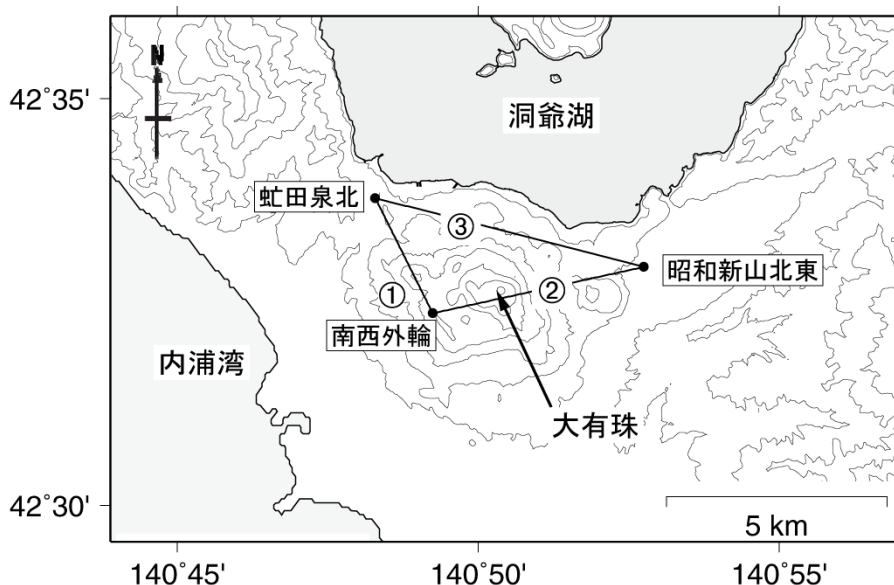 N
42°35'
洞爺湖
虻田泉北
③
昭和新山北東
①
②
南西外輪
内浦湾
大有珠
42°30'
5 km
140°45'
140°50'
140°55'